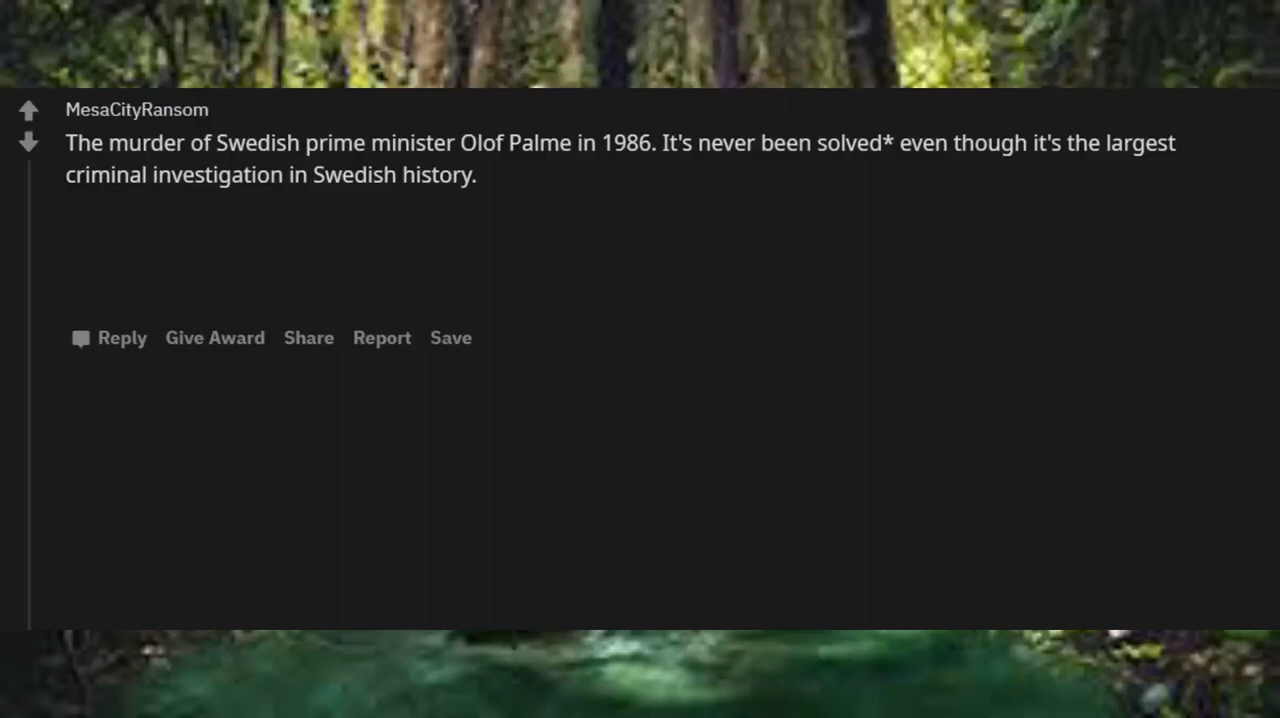 MesaCityRansom
The murder of Swedish prime minister Olof Palme in 1986. It's never been solved* even though it's the largest
criminal investigation in Swedish history.
Reply Give Award Share Report Save